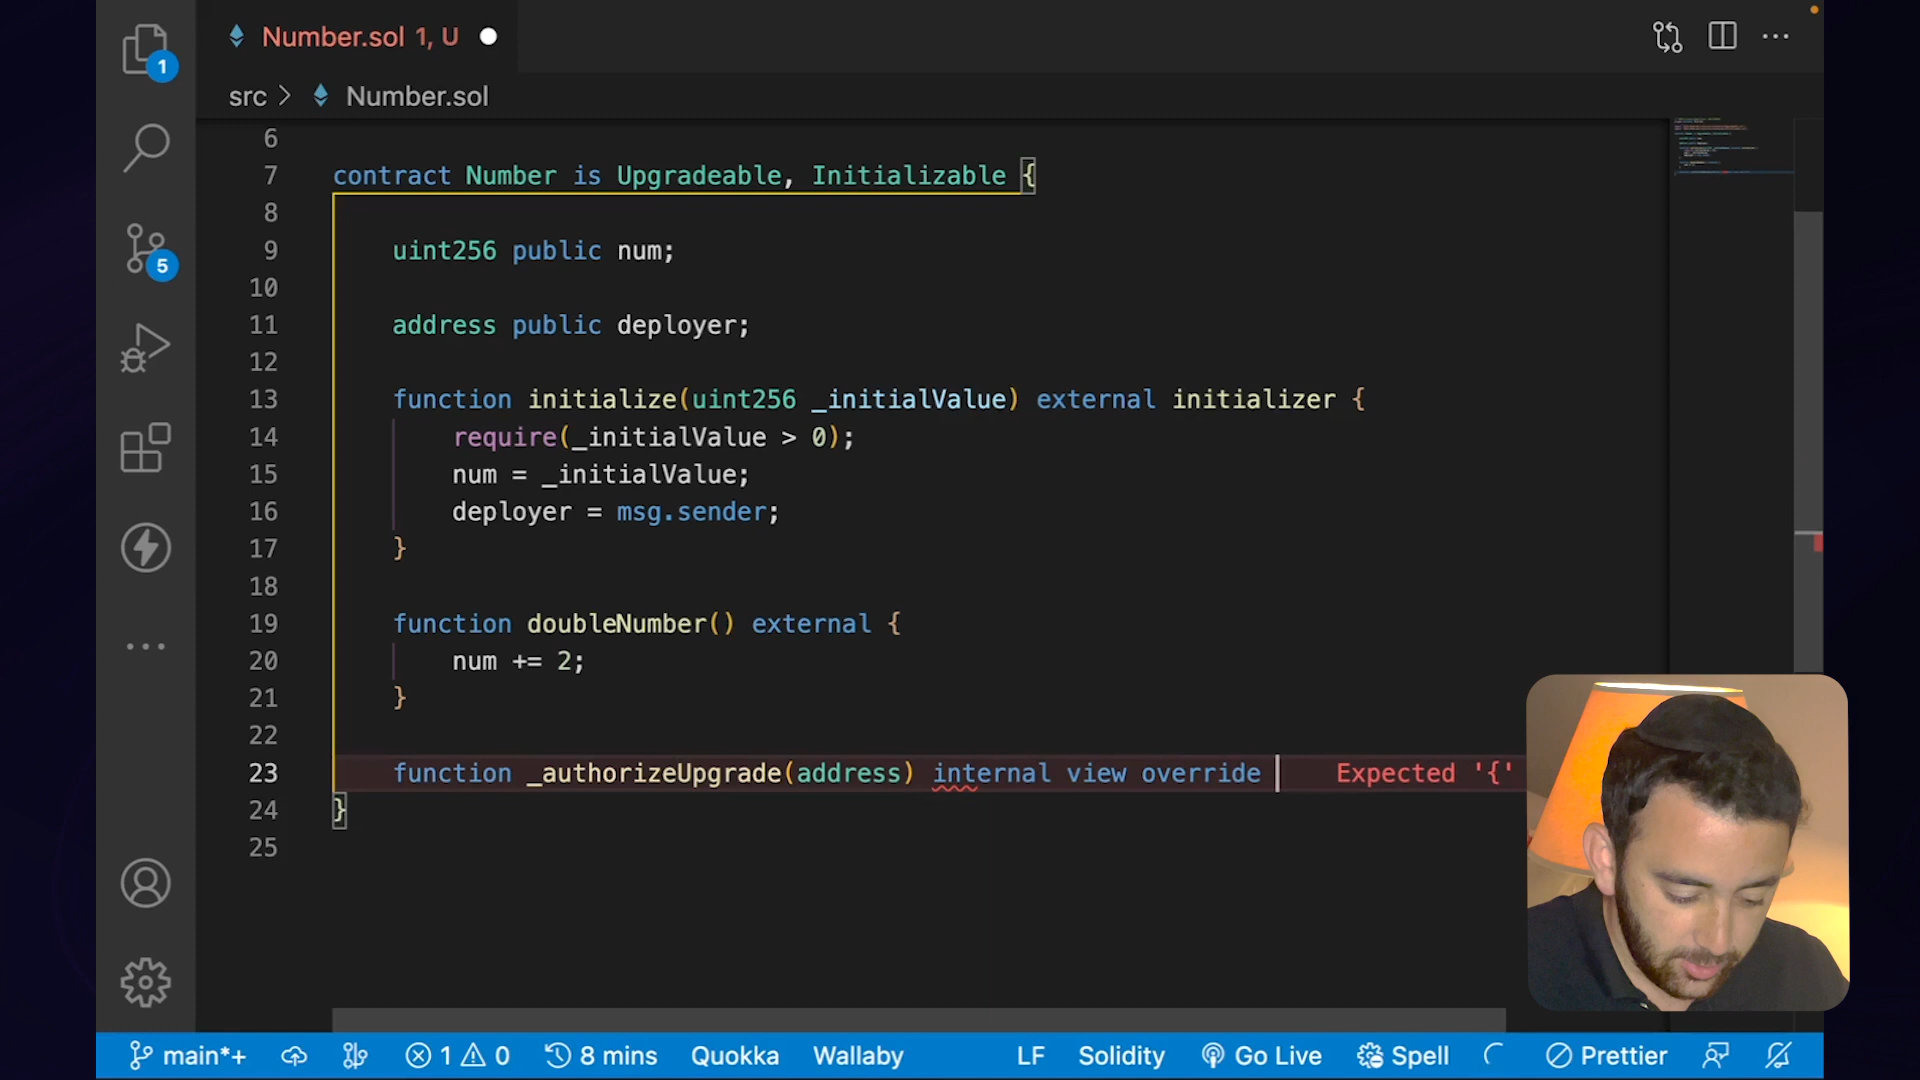 Number.sol 1, U
src > Number.sol
1
5
6
7 contract Number is Upgradeable, Initializable {
8
9 uint256 public num;
10
11 address public deployer;
12
13 function initialize(uint256 _initialValue) external initializer {
14 require(_initialValue > 0);
15 num = _initialValue;
16 deployer = msg.sender;
17 }
18
19 function doubleNumber() external {
20 num += 2;
21 }
22
23 function _authorizeUpgrade(address) internal view override Expected '{'
24 }
25
main*+ 1 0 8 mins Quokka Wallaby LF Solidity Go Live Spell Prettier